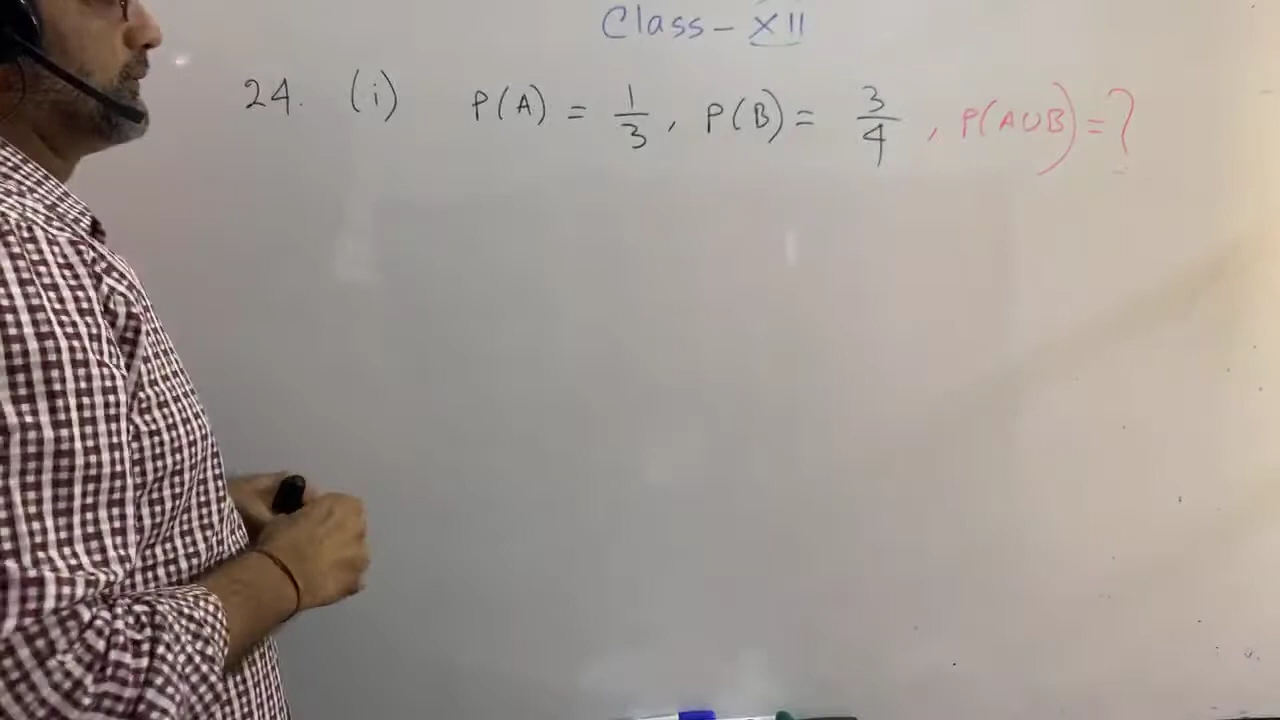 Class - XII
24. (i) P(A) = 1/3, P(B) = 3/4, P(A∪B) = ?